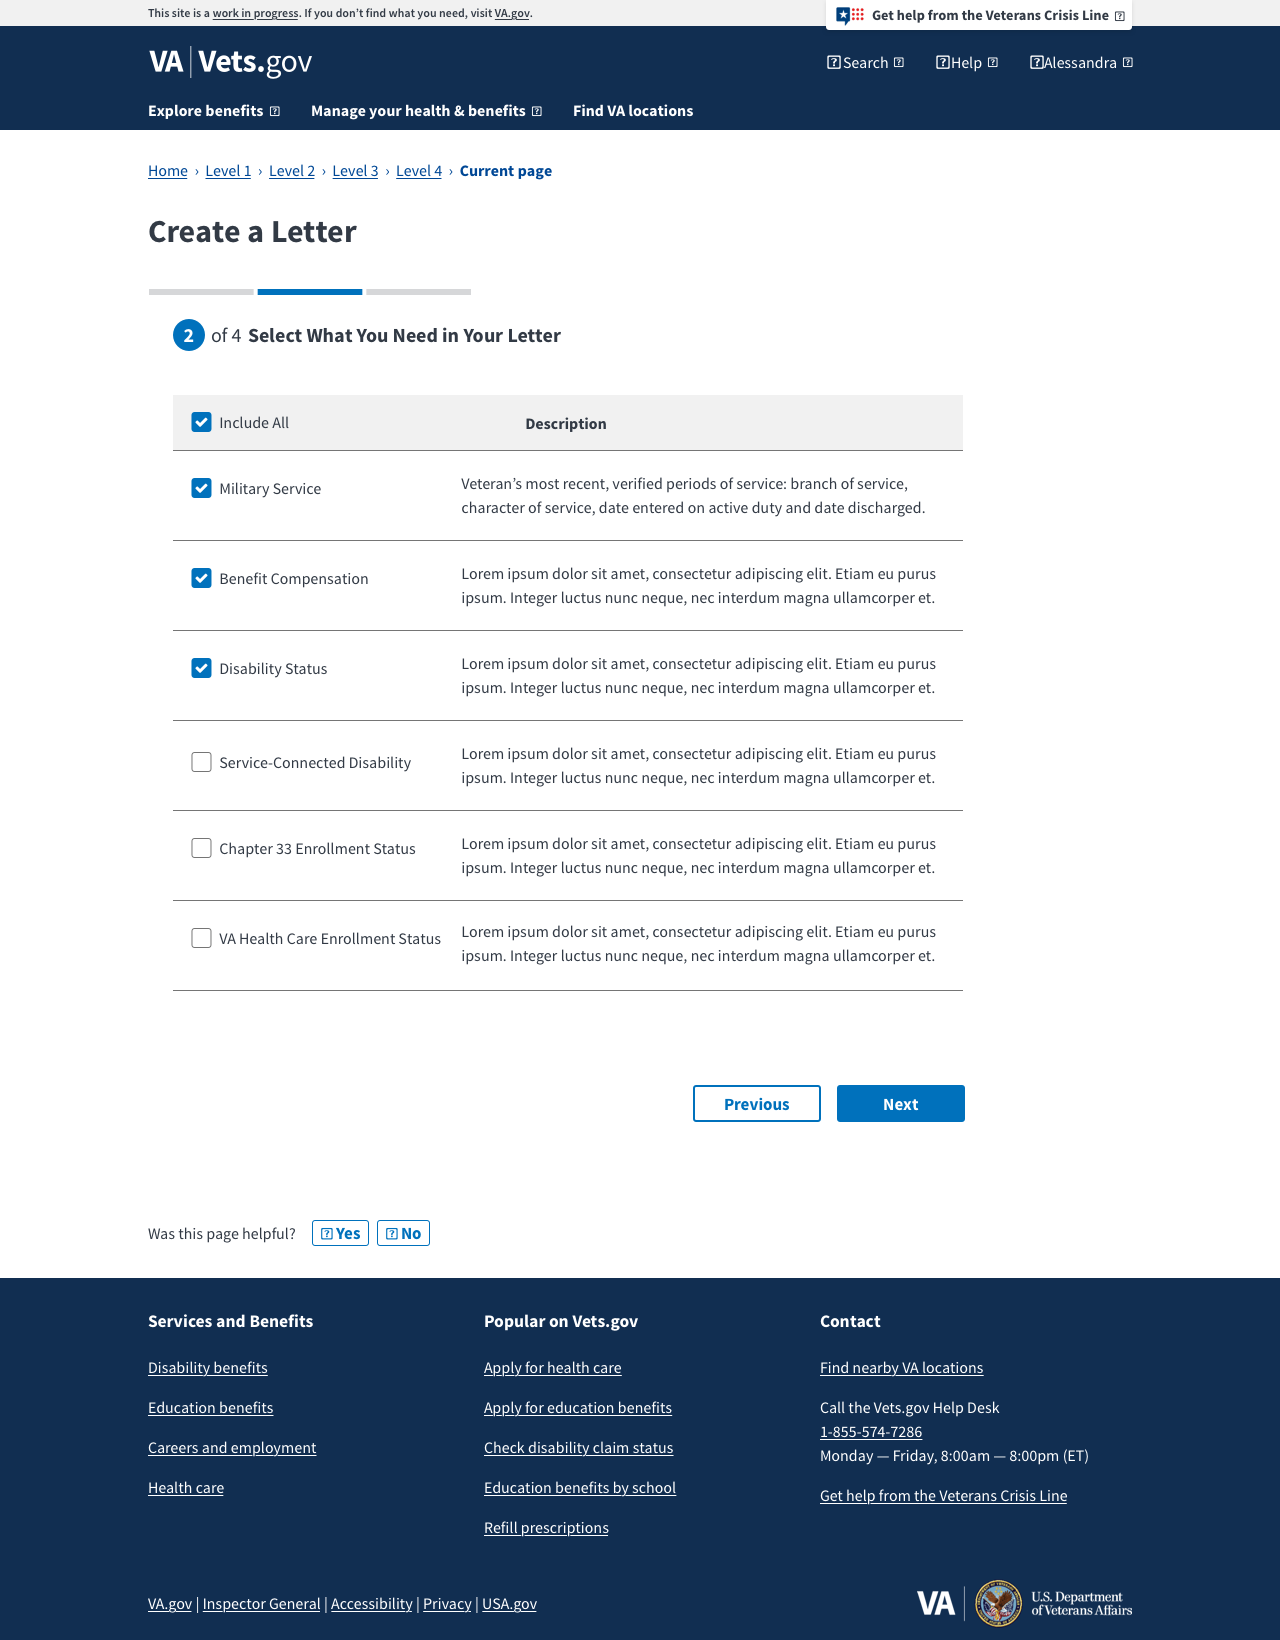 This site is a work in progress. If you don’t find what you need, visit VA.gov.
Get help from the Veterans Crisis Line
VA | Vets.gov
Search
Help
Alessandra
Explore benefits
Manage your health & benefits
Find VA locations
Home › Level 1 › Level 2 › Level 3 › Level 4 › Current page
Create a Letter
2 of 4 Select What You Need in Your Letter
Include All
Description
Military Service
Veteran’s most recent, verified periods of service: branch of service,
character of service, date entered on active duty and date discharged.
Benefit Compensation
Lorem ipsum dolor sit amet, consectetur adipiscing elit. Etiam eu purus
ipsum. Integer luctus nunc neque, nec interdum magna ullamcorper et.
Disability Status
Lorem ipsum dolor sit amet, consectetur adipiscing elit. Etiam eu purus
ipsum. Integer luctus nunc neque, nec interdum magna ullamcorper et.
Service-Connected Disability
Lorem ipsum dolor sit amet, consectetur adipiscing elit. Etiam eu purus
ipsum. Integer luctus nunc neque, nec interdum magna ullamcorper et.
Chapter 33 Enrollment Status
Lorem ipsum dolor sit amet, consectetur adipiscing elit. Etiam eu purus
ipsum. Integer luctus nunc neque, nec interdum magna ullamcorper et.
VA Health Care Enrollment Status
Lorem ipsum dolor sit amet, consectetur adipiscing elit. Etiam eu purus
ipsum. Integer luctus nunc neque, nec interdum magna ullamcorper et.
Previous
Next
Was this page helpful?
Yes
No
Services and Benefits
Disability benefits
Education benefits
Careers and employment
Health care
Popular on Vets.gov
Apply for health care
Apply for education benefits
Check disability claim status
Education benefits by school
Refill prescriptions
Contact
Find nearby VA locations
Call the Vets.gov Help Desk
1-855-574-7286
Monday — Friday, 8:00am — 8:00pm (ET)
Get help from the Veterans Crisis Line
VA.gov | Inspector General | Accessibility | Privacy | USA.gov
VA
U.S. Department
of Veterans Affairs